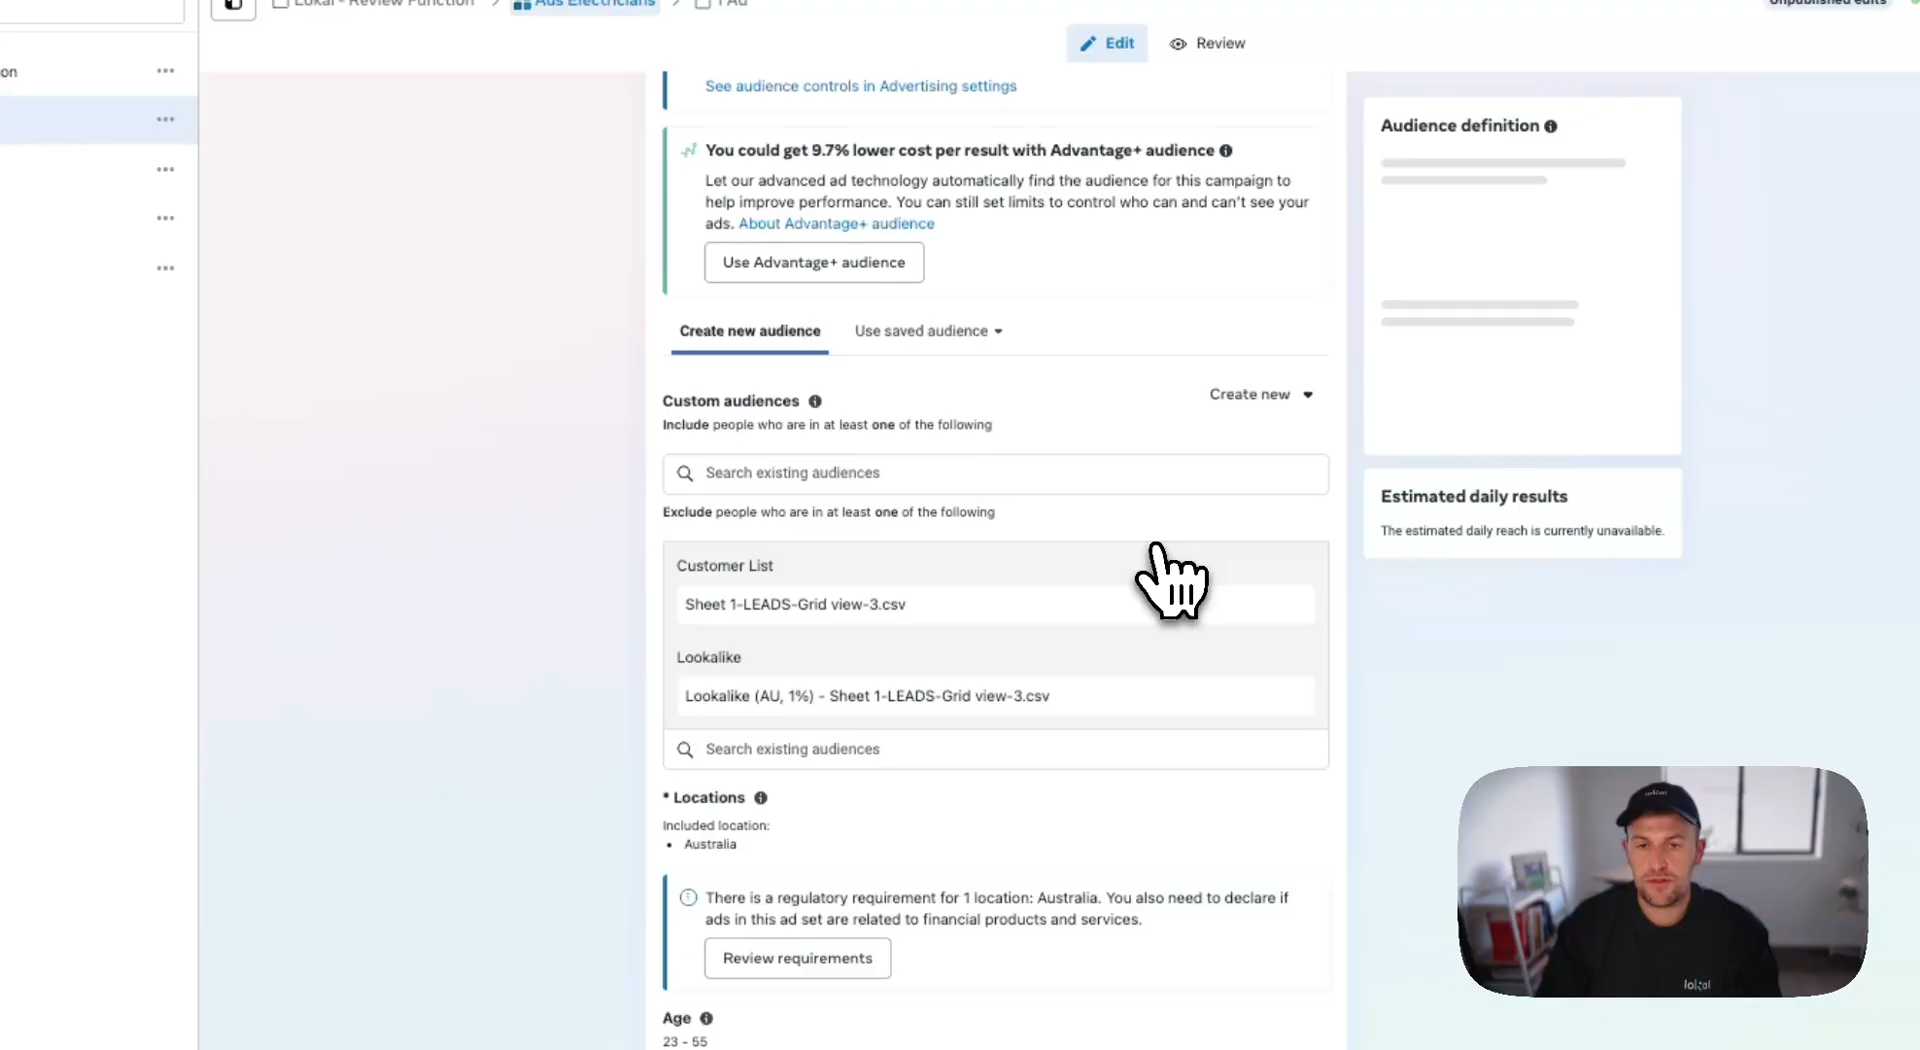 Lokal - Review Function > Ads Electricians > 1 Ad
Unpublished edits
on
Edit
Review
See audience controls in Advertising settings
You could get 9.7% lower cost per result with Advantage+ audience
Let our advanced ad technology automatically find the audience for this campaign to
help improve performance. You can still set limits to control who can and can't see your
ads. About Advantage+ audience
Use Advantage+ audience
Create new audience
Use saved audience
Custom audiences
Create new
Include people who are in at least one of the following
Search existing audiences
Exclude people who are in at least one of the following
Customer List
Sheet 1-LEADS-Grid view-3.csv
Lookalike
Lookalike (AU, 1%) - Sheet 1-LEADS-Grid view-3.csv
Search existing audiences
* Locations
Included location:
• Australia
There is a regulatory requirement for 1 location: Australia. You also need to declare if
ads in this ad set are related to financial products and services.
Review requirements
Age
23 - 55
Audience definition
Estimated daily results
The estimated daily reach is currently unavailable.
lokal
lokal